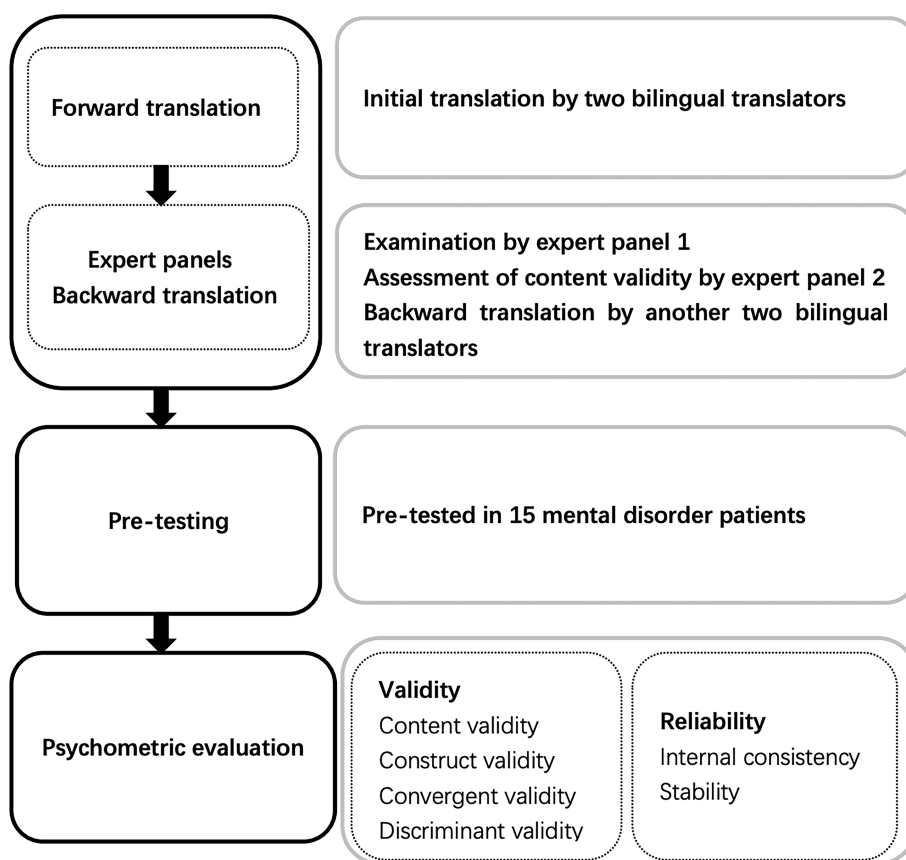 Forward translation
Initial translation by two bilingual translators
Expert panels
Backward translation
Examination by expert panel 1
Assessment of content validity by expert panel 2
Backward translation by another two bilingual
translators
Pre-testing
Pre-tested in 15 mental disorder patients
Psychometric evaluation
Validity
Content validity
Construct validity
Convergent validity
Discriminant validity
Reliability
Internal consistency
Stability